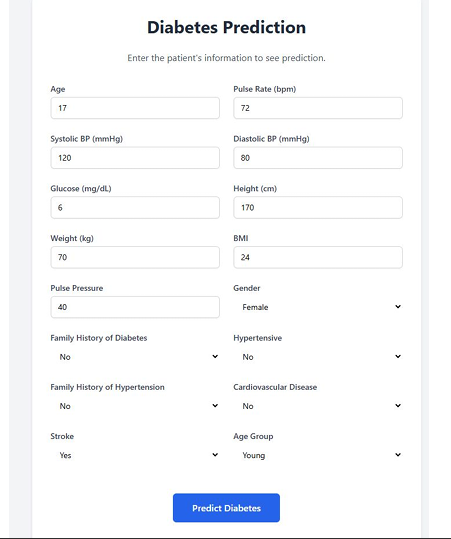 Diabetes Prediction
Enter the patient's information to see prediction.
Age Pulse Rate (bpm)
17 72
Systolic BP (mmHg) Diastolic BP (mmHg)
120 80
Glucose (mg/dL) Height (cm)
6 170
Weight (kg) BMI
70 24
Pulse Pressure Gender
40 Female
Family History of Diabetes Hypertensive
No No
Family History of Hypertension Cardiovascular Disease
No No
Stroke Age Group
Yes Young
Predict Diabetes